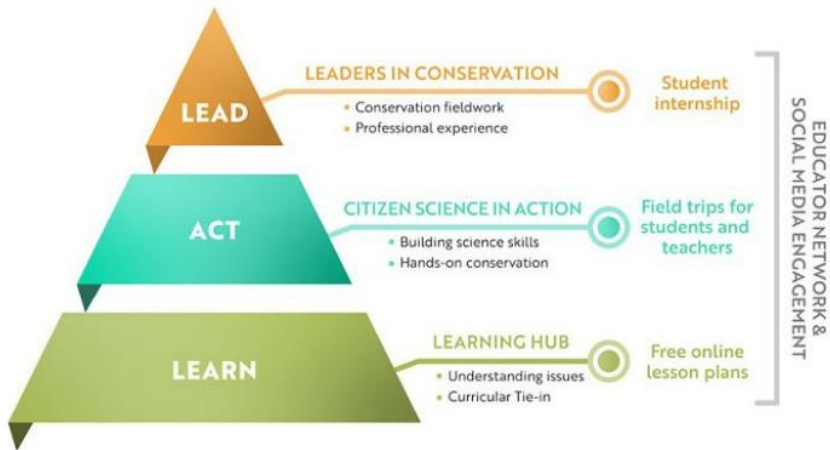 LEAD
LEADERS IN CONSERVATION
• Conservation fieldwork
• Professional experience
Student
internship
ACT
CITIZEN SCIENCE IN ACTION
• Building science skills
• Hands-on conservation
Field trips for
students and
teachers
LEARN
LEARNING HUB
• Understanding issues
• Curricular Tie-in
Free online
lesson plans
EDUCATOR NETWORK &
SOCIAL MEDIA ENGAGEMENT